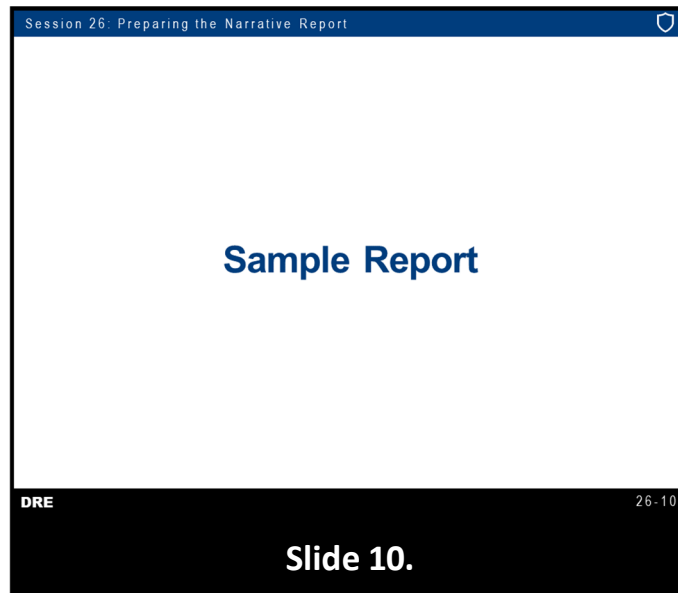 Session 26: Preparing the Narrative Report
Sample Report
DRE
26-10
Slide 10.